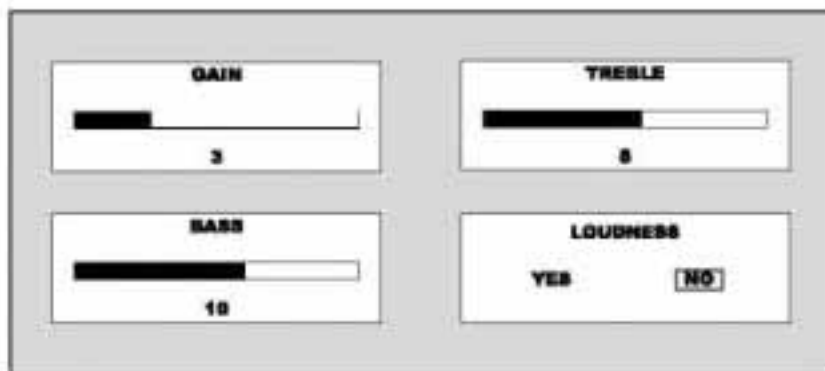 GAIN
3
TREBLE
8
BASS
10
LOUDNESS
YES NO